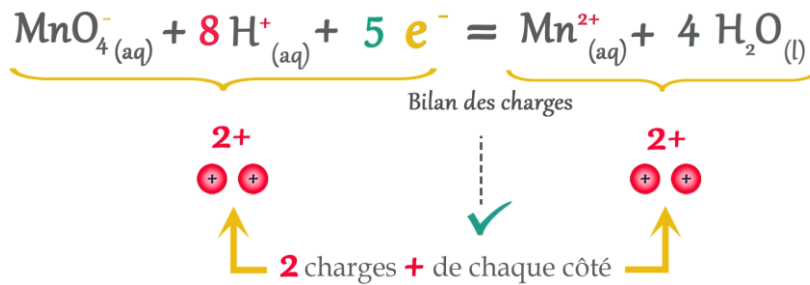 MnO₄⁻(aq) + 8 H⁺(aq) + 5 e⁻ = Mn²⁺(aq) + 4 H₂O(l)
Bilan des charges
2+ 2+
+ + + +
2 charges + de chaque côté